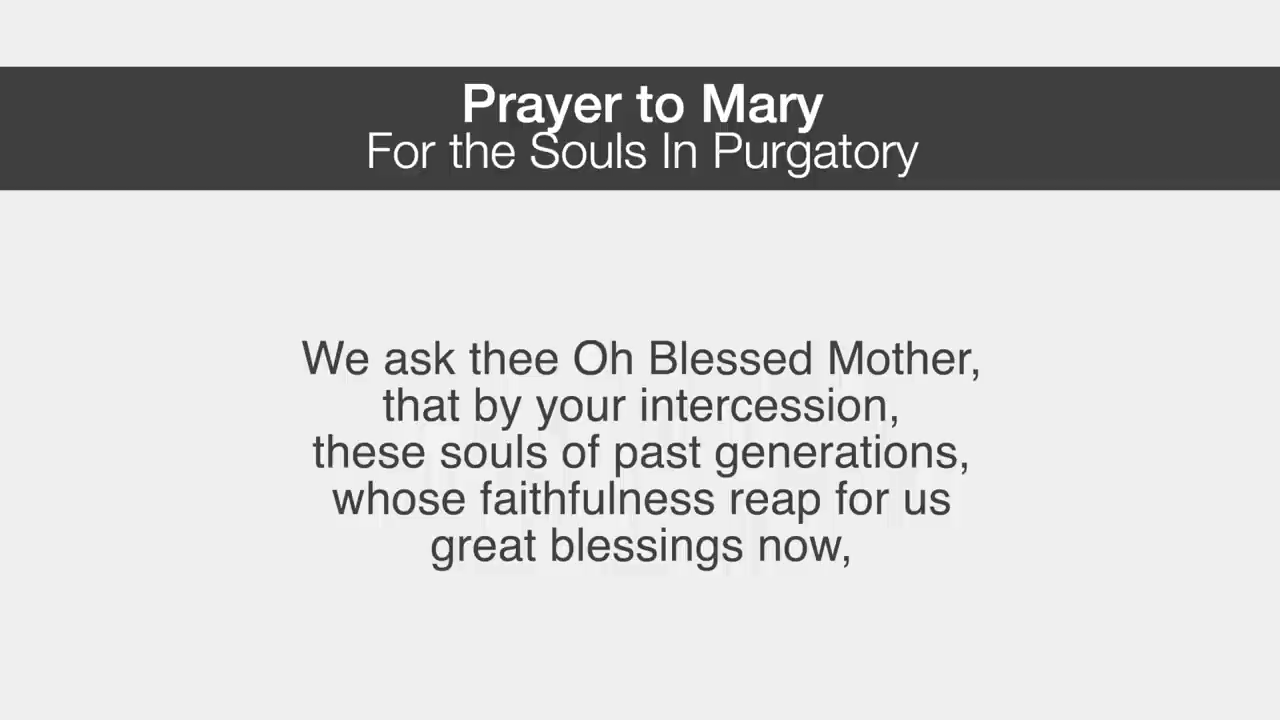 Prayer to Mary
For the Souls In Purgatory
We ask thee Oh Blessed Mother,
that by your intercession,
these souls of past generations,
whose faithfulness reap for us
great blessings now,